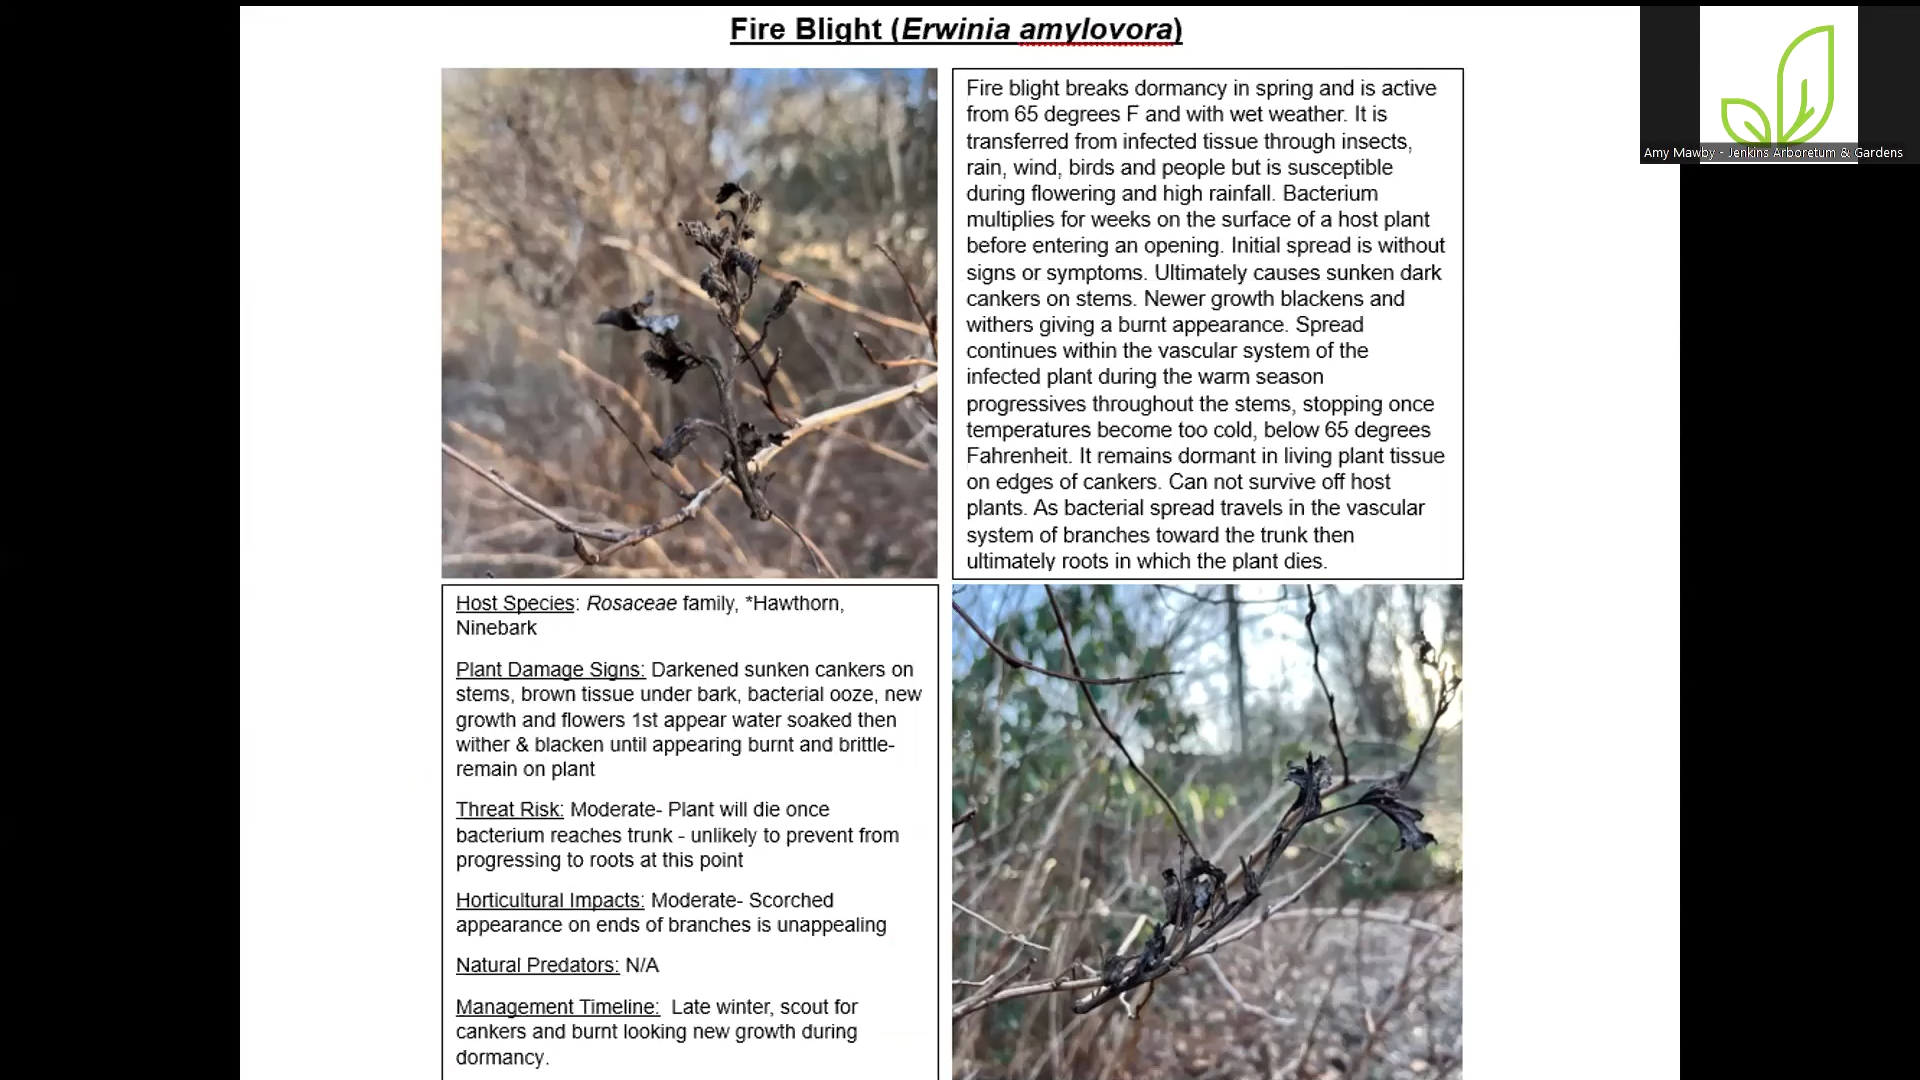 Fire Blight (Erwinia amylovora)
Fire blight breaks dormancy in spring and is active
from 65 degrees F and with wet weather. It is
transferred from infected tissue through insects,
rain, wind, birds and people but is susceptible
during flowering and high rainfall. Bacterium
multiplies for weeks on the surface of a host plant
before entering an opening. Initial spread is without
signs or symptoms. Ultimately causes sunken dark
cankers on stems. Newer growth blackens and
withers giving a burnt appearance. Spread
continues within the vascular system of the
infected plant during the warm season
progressives throughout the stems, stopping once
temperatures become too cold, below 65 degrees
Fahrenheit. It remains dormant in living plant tissue
on edges of cankers. Can not survive off host
plants. As bacterial spread travels in the vascular
system of branches toward the trunk then
ultimately roots in which the plant dies.
Host Species: Rosaceae family, *Hawthorn,
Ninebark
Plant Damage Signs: Darkened sunken cankers on
stems, brown tissue under bark, bacterial ooze, new
growth and flowers 1st appear water soaked then
wither & blacken until appearing burnt and brittle-
remain on plant
Threat Risk: Moderate- Plant will die once
bacterium reaches trunk - unlikely to prevent from
progressing to roots at this point
Horticultural Impacts: Moderate- Scorched
appearance on ends of branches is unappealing
Natural Predators: N/A
Management Timeline: Late winter, scout for
cankers and burnt looking new growth during
dormancy.
Amy Mawby - Jenkins Arboretum & Gardens